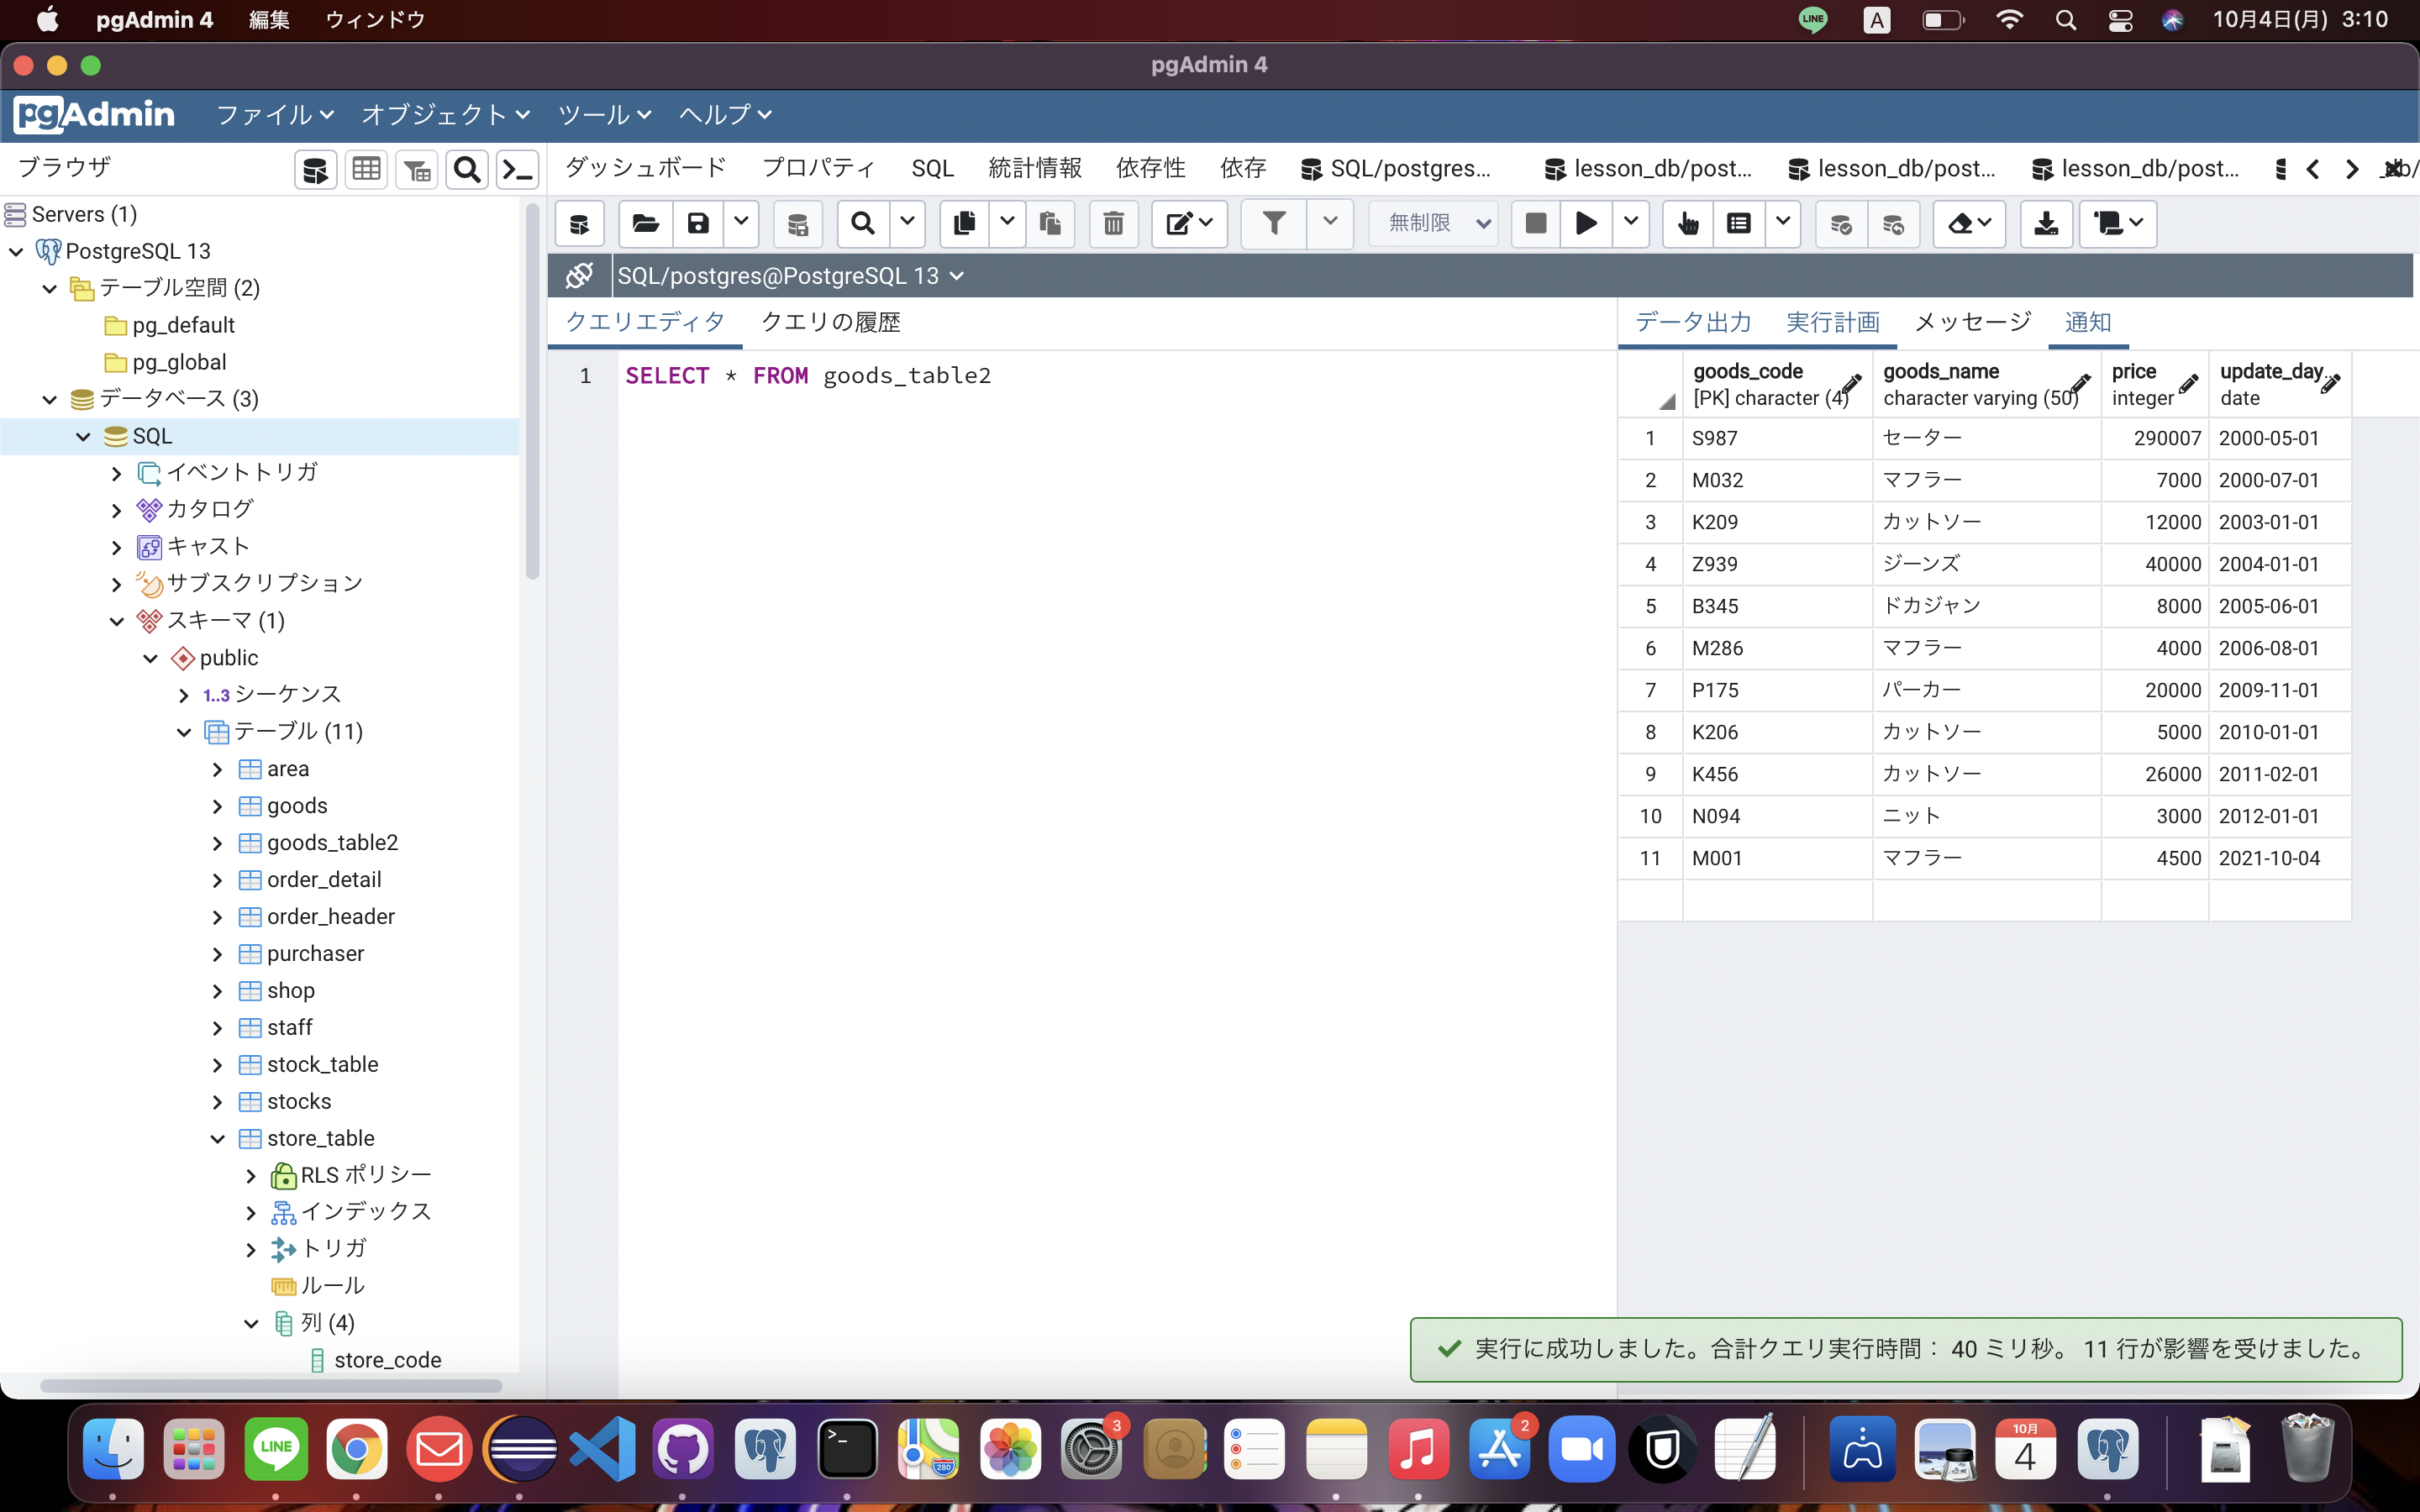 pgAdmin 4 編集 ウィンドウ LINE A 10月4日(月) 3:10
pgAdmin 4
pgAdmin ファイル オブジェクト ツール ヘルプ
ブラウザ
ダッシュボード プロパティ SQL 統計情報 依存性 依存 SQL/postgres... lesson_db/post... lesson_db/post... lesson_db/post...
無制限
SQL/postgres@PostgreSQL 13
クエリエディタ クエリの履歴
1 SELECT * FROM goods_table2
Servers (1)
PostgreSQL 13
テーブル空間 (2)
pg_default
pg_global
データベース (3)
SQL
イベントトリガ
カタログ
キャスト
サブスクリプション
スキーマ (1)
public
1..3 シーケンス
テーブル (11)
area
goods
goods_table2
order_detail
order_header
purchaser
shop
staff
stock_table
stocks
store_table
RLS ポリシー
インデックス
トリガ
ルール
列 (4)
store_code
データ出力 実行計画 メッセージ 通知
goods_code goods_name price update_day..
[PK] character (4) character varying (50) integer date
1 S987 セーター 290007 2000-05-01
2 M032 マフラー 7000 2000-07-01
3 K209 カットソー 12000 2003-01-01
4 Z939 ジーンズ 40000 2004-01-01
5 B345 ドカジャン 8000 2005-06-01
6 M286 マフラー 4000 2006-08-01
7 P175 パーカー 20000 2009-11-01
8 K206 カットソー 5000 2010-01-01
9 K456 カットソー 26000 2011-02-01
10 N094 ニット 3000 2012-01-01
11 M001 マフラー 4500 2021-10-04
実行に成功しました。合計クエリ実行時間： 40 ミリ秒。 11 行が影響を受けました。
LINE >_ 280 3 2 10月 4